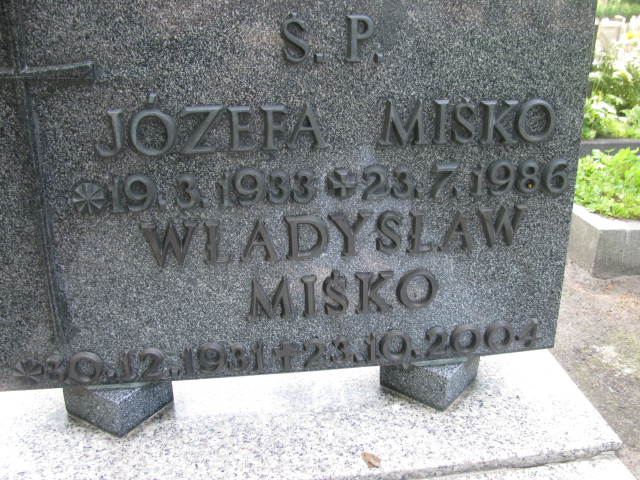 Ś. P.
JÓZEFA MIŚKO
*19.3.1933 +23.7.1986
WŁADYSŁAW
MIŚKO
*30.12.1931 +23.10.2004